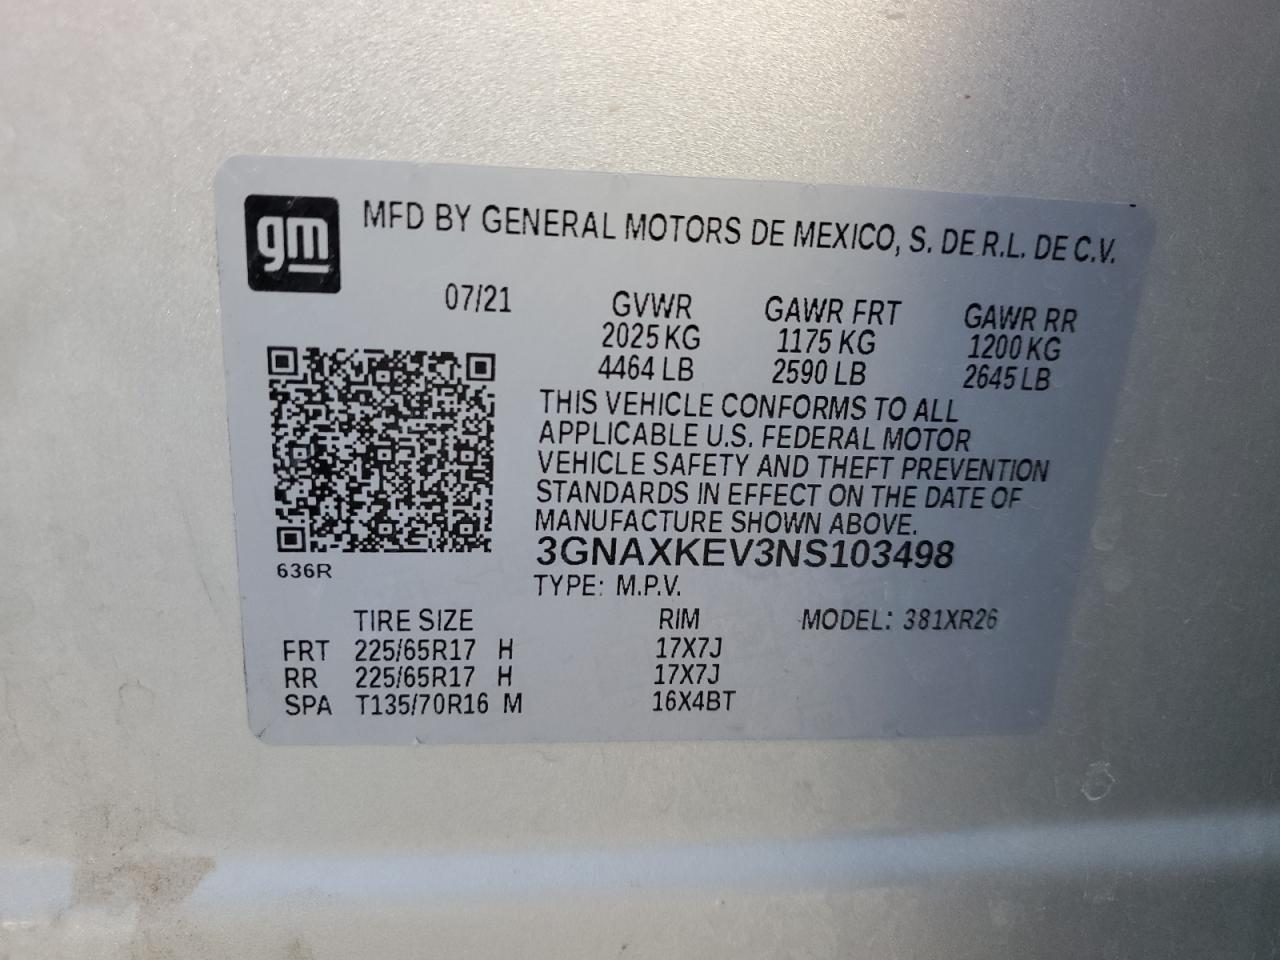 gm
MFD BY GENERAL MOTORS DE MEXICO, S. DE R.L. DE C.V.
07/21 GVWR GAWR FRT GAWR RR
2025 KG 1175 KG 1200 KG
4464 LB 2590 LB 2645 LB
THIS VEHICLE CONFORMS TO ALL
APPLICABLE U.S. FEDERAL MOTOR
VEHICLE SAFETY AND THEFT PREVENTION
STANDARDS IN EFFECT ON THE DATE OF
MANUFACTURE SHOWN ABOVE.
3GNAXKEV3NS103498
636R
TYPE: M.P.V.
TIRE SIZE RIM MODEL: 381XR26
FRT 225/65R17 H 17X7J
RR 225/65R17 H 17X7J
SPA T135/70R16 M 16X4BT